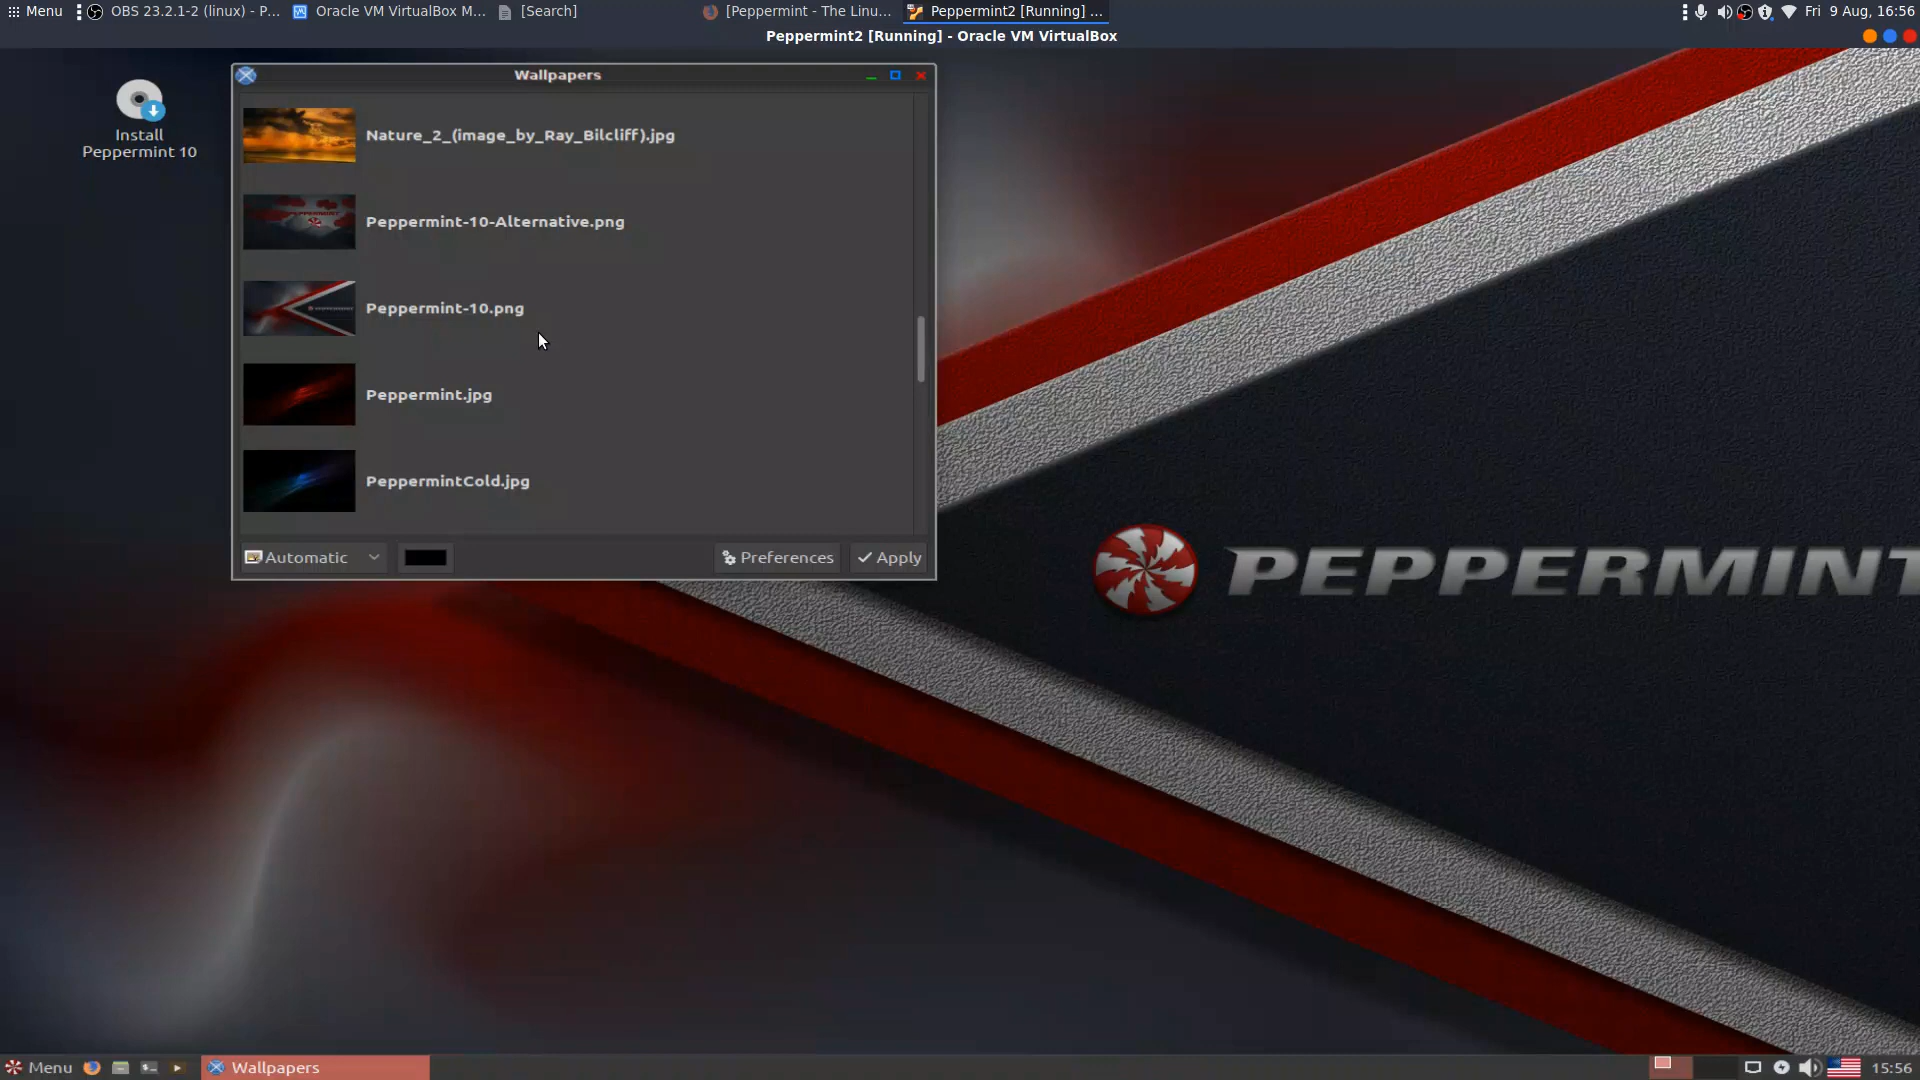 Menu
OBS 23.2.1-2 (linux) - P...
Oracle VM VirtualBox M...
[Search]
[Peppermint - The Linu...
Peppermint2 [Running] ...
Fri 9 Aug, 16:56
Peppermint2 [Running] - Oracle VM VirtualBox
Install
Peppermint 10
Wallpapers
Nature_2_(image_by_Ray_Bilcliff).jpg
Peppermint-10-Alternative.png
Peppermint-10.png
Peppermint.jpg
PeppermintCold.jpg
Automatic
Preferences
Apply
PEPPERMINT
Menu
Wallpapers
15:56